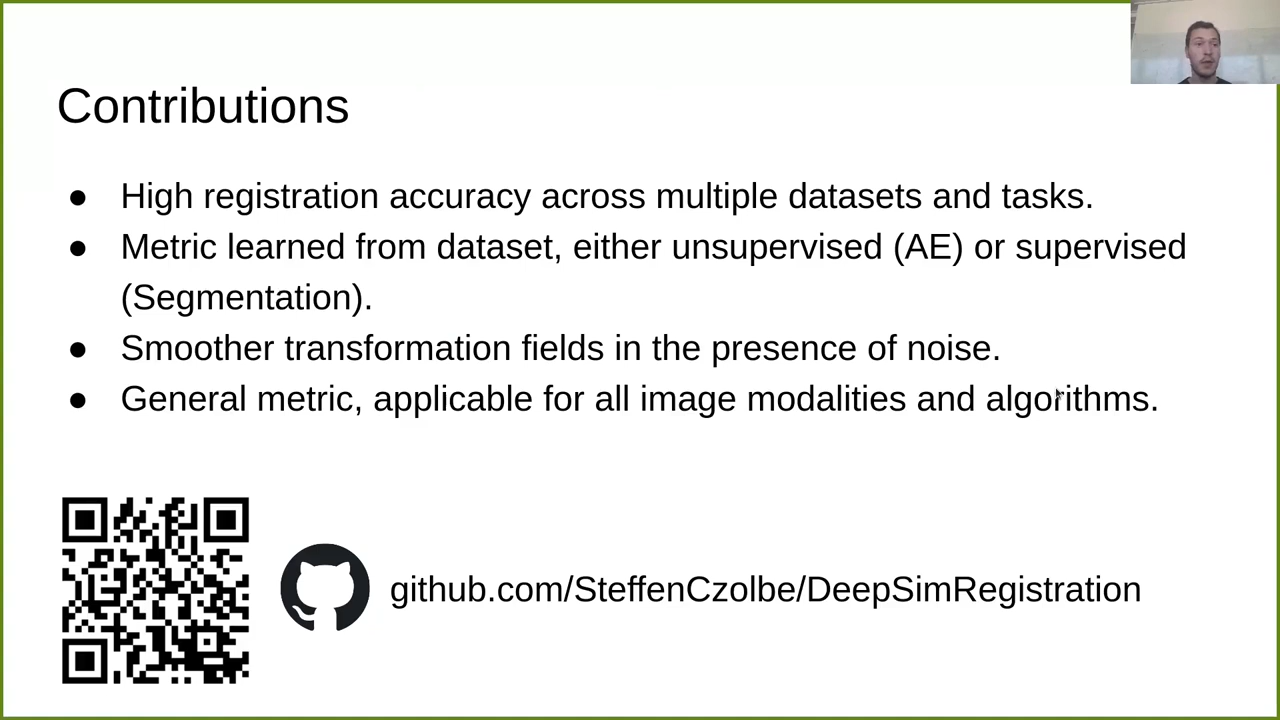 Contributions
● High registration accuracy across multiple datasets and tasks.
● Metric learned from dataset, either unsupervised (AE) or supervised
(Segmentation).
● Smoother transformation fields in the presence of noise.
● General metric, applicable for all image modalities and algorithms.
github.com/SteffenCzolbe/DeepSimRegistration